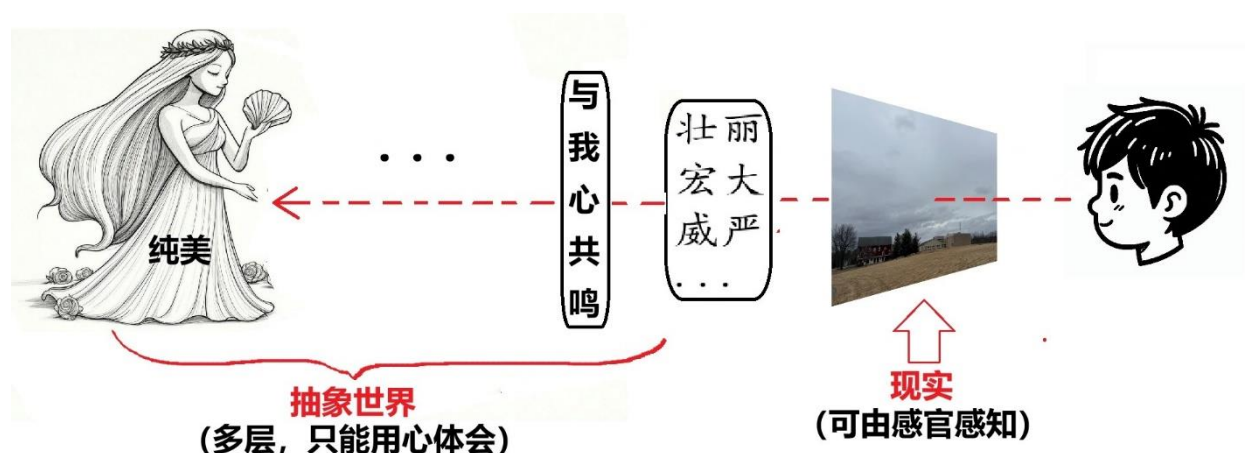 纯美
...
与我心共鸣
壮丽
宏大
威严
...
抽象世界
（多层，只能用心体会）
现实
（可由感官感知）